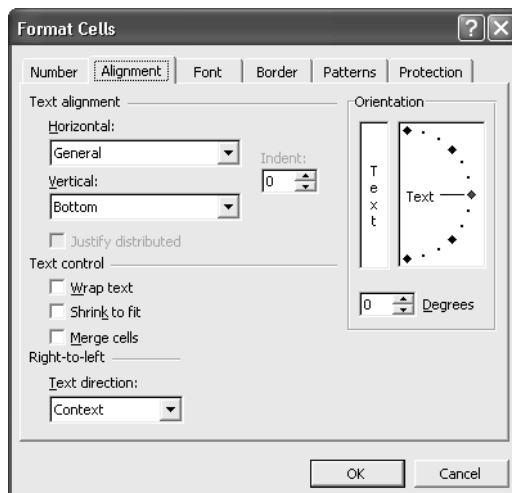 Format Cells
Number Alignment Font Border Patterns Protection
Text alignment
Horizontal:
General
Indent:
0
Vertical:
Bottom
Justify distributed
Text control
Wrap text
Shrink to fit
Merge cells
Right-to-left
Text direction:
Context
Orientation
Text
Text
0 Degrees
OK Cancel